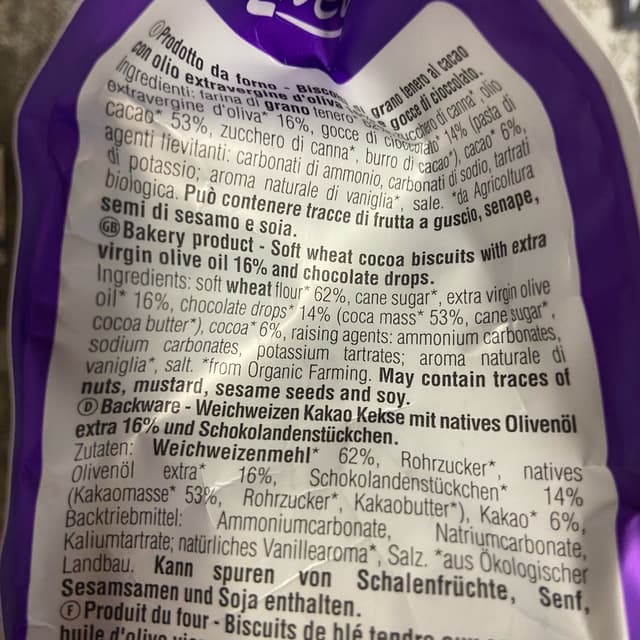 ⒾProdotto da forno - Biscotti di grano tenero al cacao
con olio extravergine d'oliva gocce di cioccolato.
Ingredienti: farina di grano tenero zucchero di canna*, olio
extravergine d'oliva* 16%, gocce di cioccolato* 14% (pasta di
cacao* 53%, zucchero di canna*, burro di cacao*), cacao* 6%,
agenti lievitanti: carbonati di ammonio, carbonati di sodio, tartrati
di potassio; aroma naturale di vaniglia*, sale. *da Agricoltura
biologica. Può contenere tracce di frutta a guscio, senape,
semi di sesamo e soia.
GB Bakery product - Soft wheat cocoa biscuits with extra
virgin olive oil 16% and chocolate drops.
Ingredients: soft wheat flour* 62%, cane sugar*, extra virgin olive
oil* 16%, chocolate drops* 14% (coca mass* 53%, cane sugar*,
cocoa butter*), cocoa* 6%, raising agents: ammonium carbonates,
sodium carbonates, potassium tartrates; aroma naturale di
vaniglia*, salt. *from Organic Farming. May contain traces of
nuts, mustard, sesame seeds and soy.
Ⓓ Backware - Weichweizen Kakao Kekse mit natives Olivenöl
extra 16% und Schokolandenstückchen.
Zutaten: Weichweizenmehl* 62%, Rohrzucker*, natives
Olivenöl extra* 16%, Schokolandenstückchen* 14%
(Kakaomasse* 53%, Rohrzucker*, Kakaobutter*), Kakao* 6%,
Backtriebmittel: Ammoniumcarbonate, Natriumcarbonate,
Kaliumtartrate; natürliches Vanillearoma*, Salz. *aus Ökologischer
Landbau. Kann spuren von Schalenfrüchte, Senf,
Sesamsamen und Soja enthalten.
Ⓕ Produit du four - Biscuits de blé tendre
huile d'olive